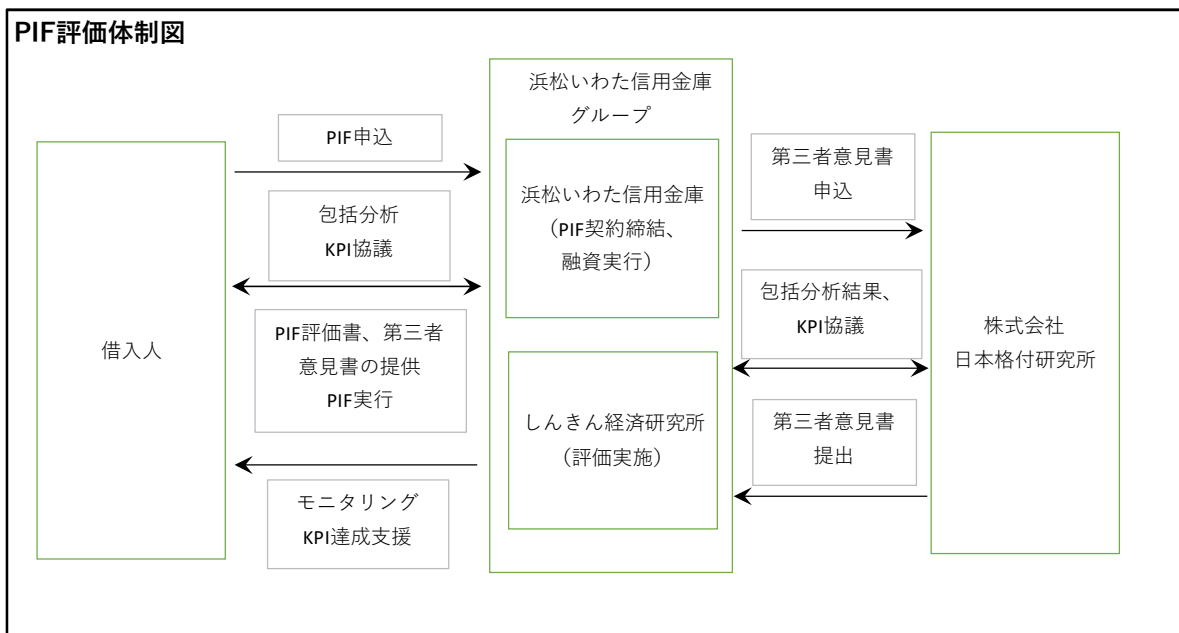 PIF評価体制図
借入人
PIF申込
包括分析
KPI協議
PIF評価書、第三者
意見書の提供
PIF実行
モニタリング
KPI達成支援
浜松いわた信用金庫
グループ
浜松いわた信用金庫
（PIF契約締結、
融資実行）
しんきん経済研究所
（評価実施）
第三者意見書
申込
包括分析結果、
KPI協議
第三者意見書
提出
株式会社
日本格付研究所